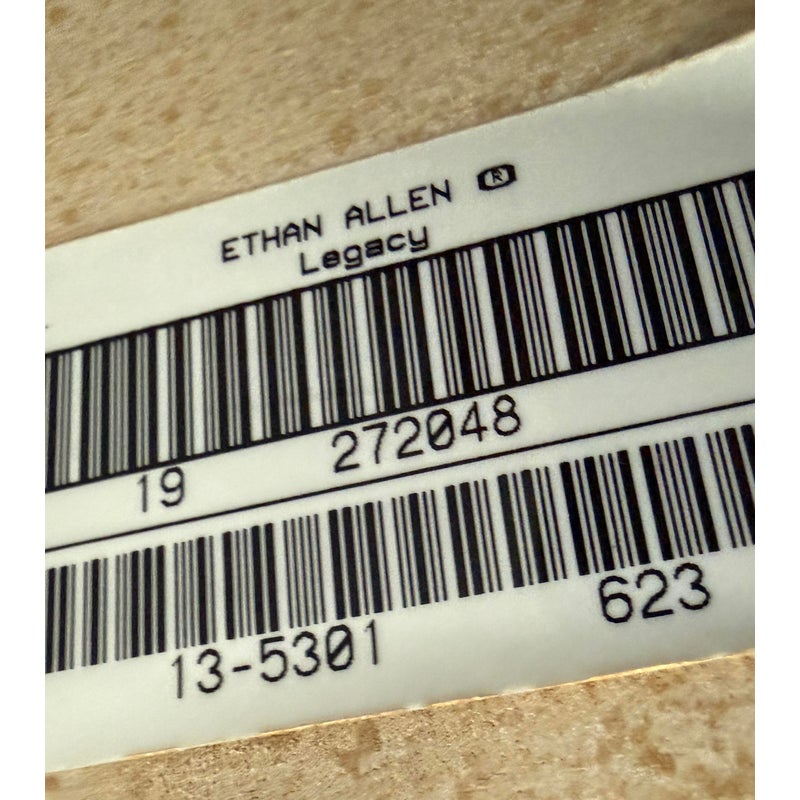 ETHAN ALLEN ®
Legacy
19 272048
13-5301 623